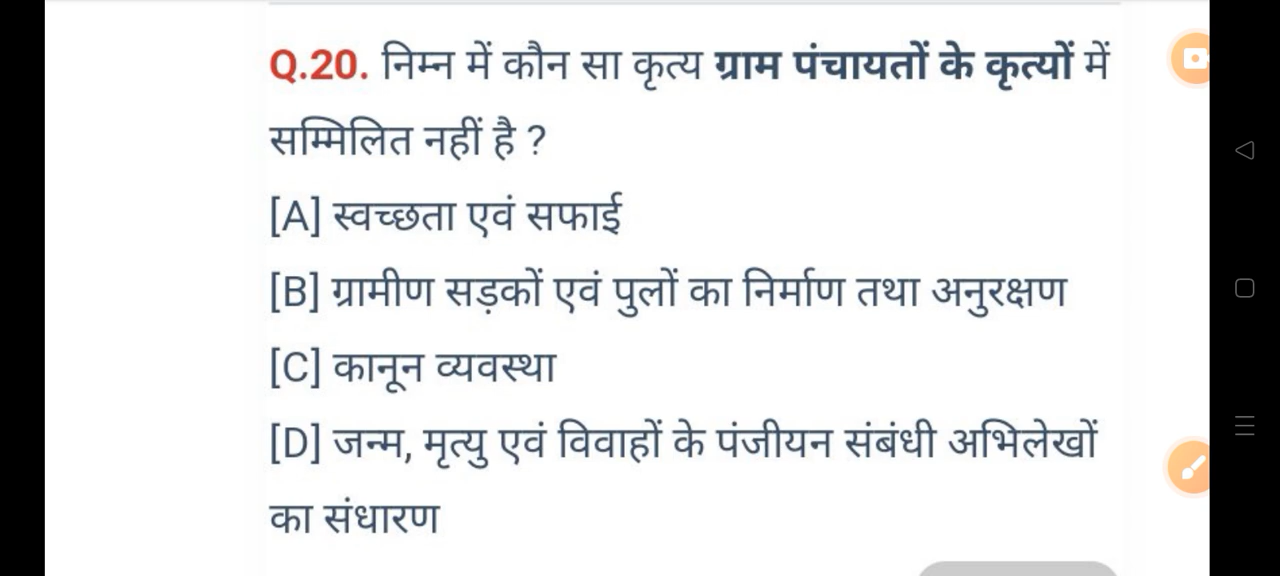 Q.20. निम्न में कौन सा कृत्य ग्राम पंचायतों के कृत्यों में
सम्मिलित नहीं है ?
[A] स्वच्छता एवं सफाई
[B] ग्रामीण सड़कों एवं पुलों का निर्माण तथा अनुरक्षण
[C] कानून व्यवस्था
[D] जन्म, मृत्यु एवं विवाहों के पंजीयन संबंधी अभिलेखों
का संधारण